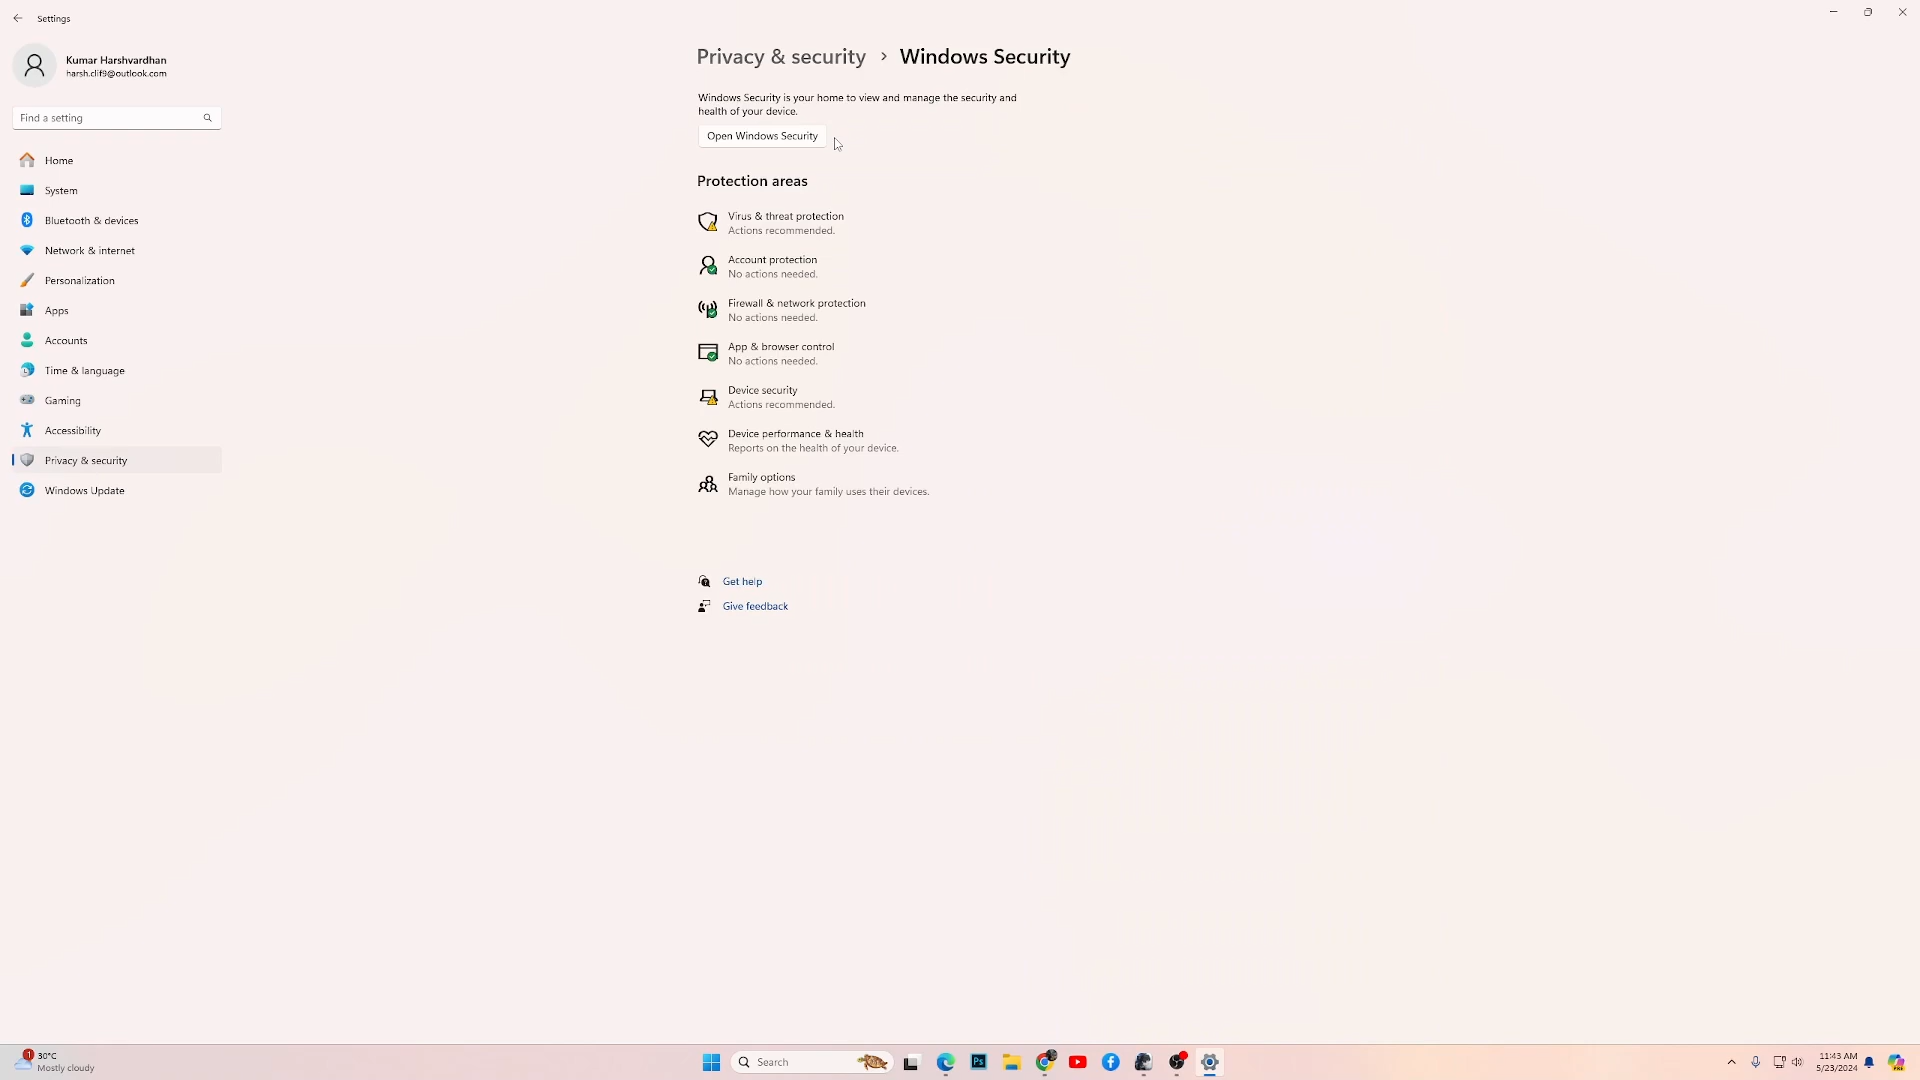 Settings
Kumar Harshvardhan
harsh.clif9@outlook.com
Find a setting
Home
System
Bluetooth & devices
Network & internet
Personalization
Apps
Accounts
Time & language
Gaming
Accessibility
Privacy & security
Windows Update
Privacy & security > Windows Security
Windows Security is your home to view and manage the security and
health of your device.
Open Windows Security
Protection areas
Virus & threat protection
Actions recommended.
Account protection
No actions needed.
Firewall & network protection
No actions needed.
App & browser control
No actions needed.
Device security
Actions recommended.
Device performance & health
Reports on the health of your device.
Family options
Manage how your family uses their devices.
Get help
Give feedback
1
30°C
Mostly cloudy
Search
Ps
11:43 AM
5/23/2024
PRE